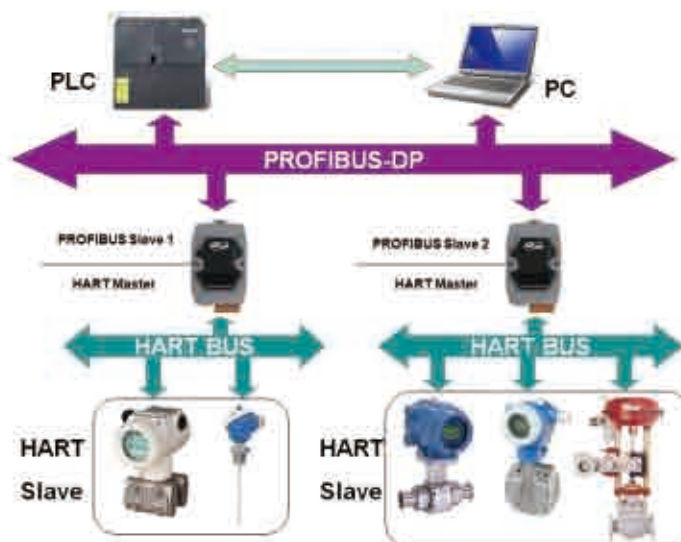 PLC
PC
PROFIBUS-DP
PROFIBUS Slave 1
HART Master
PROFIBUS Slave 2
HART Master
HART BUS
HART BUS
HART
Slave
HART
Slave